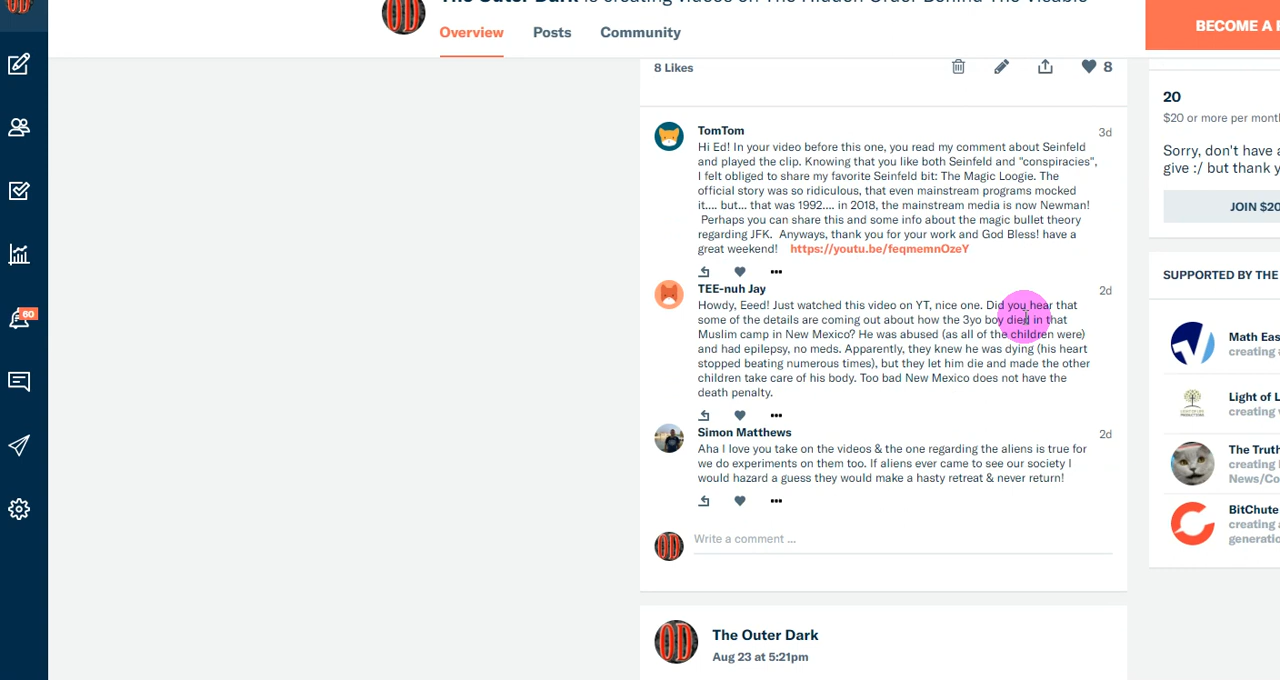 The Outer Dark is creating videos on The Hidden Order Behind The Visable
OD
Overview Posts Community
BECOME A
8 Likes
8
20
$20 or more per month
Sorry, don't have a
give :/ but thank y
JOIN $20
TomTom
3d
Hi Ed! In your video before this one, you read my comment about Seinfeld
and played the clip. Knowing that you like both Seinfeld and "conspiracies",
I felt obliged to share my favorite Seinfeld bit: The Magic Loogie. The
official story was so ridiculous, that even mainstream programs mocked
it.... but... that was 1992.... in 2018, the mainstream media is now Newman!
Perhaps you can share this and some info about the magic bullet theory
regarding JFK. Anyways, thank you for your work and God Bless! have a
great weekend! https://youtu.be/feqmemnOzeY
TEE-nuh Jay
2d
Howdy, Eeed! Just watched this video on YT, nice one. Did you hear that
some of the details are coming out about how the 3yo boy died in that
Muslim camp in New Mexico? He was abused (as all of the children were)
and had epilepsy, no meds. Apparently, they knew he was dying (his heart
stopped beating numerous times), but they let him die and made the other
children take care of his body. Too bad New Mexico does not have the
death penalty.
Simon Matthews
2d
Aha I love you take on the videos & the one regarding the aliens is true for
we do experiments on them too. If aliens ever came to see our society I
would hazard a guess they would make a hasty retreat & never return!
OD
Write a comment ...
OD
The Outer Dark
Aug 23 at 5:21pm
SUPPORTED BY THE
Math Eas
creating
Light of L
creating v
The Truth
creating
News/Co
BitChute
creating a
generatio
60